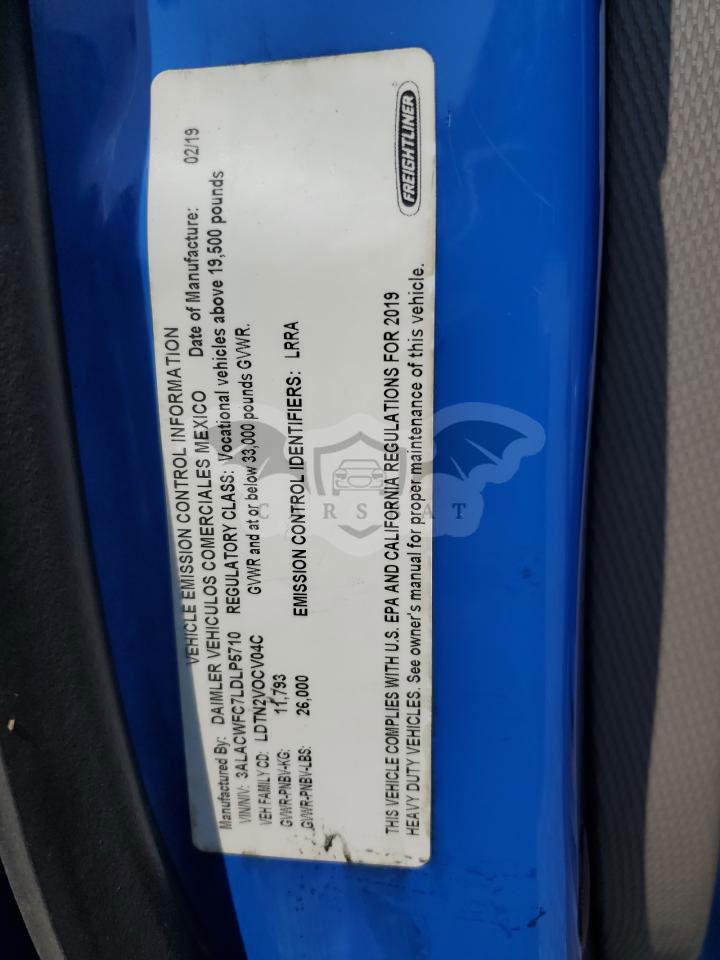 VEHICLE EMISSION CONTROL INFORMATION
Manufactured By: DAIMLER VEHICULOS COMERCIALES MEXICO Date of Manufacture: 02/19
VIN/NIV: 3ALACWFC7LDLP5710 REGULATORY CLASS: Vocational vehicles above 19,500 pounds
VEH FAMILY CD: LDTN2VOCV04C GVWR and at or below 33,000 pounds GVWR.
GVWR-PNBV-KG: 11,793
GVWR-PNBV-LBS: 26,000 EMISSION CONTROL IDENTIFIERS: LRRA
THIS VEHICLE COMPLIES WITH U.S. EPA AND CALIFORNIA REGULATIONS FOR 2019
HEAVY DUTY VEHICLES. See owner's manual for proper maintenance of this vehicle.
FREIGHTLINER
CARSBAT